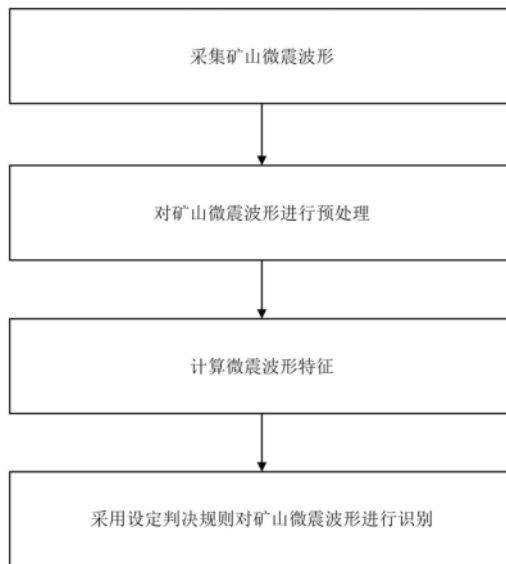 采集矿山微震波形
对矿山微震波形进行预处理
计算微震波形特征
采用设定判决规则对矿山微震波形进行识别